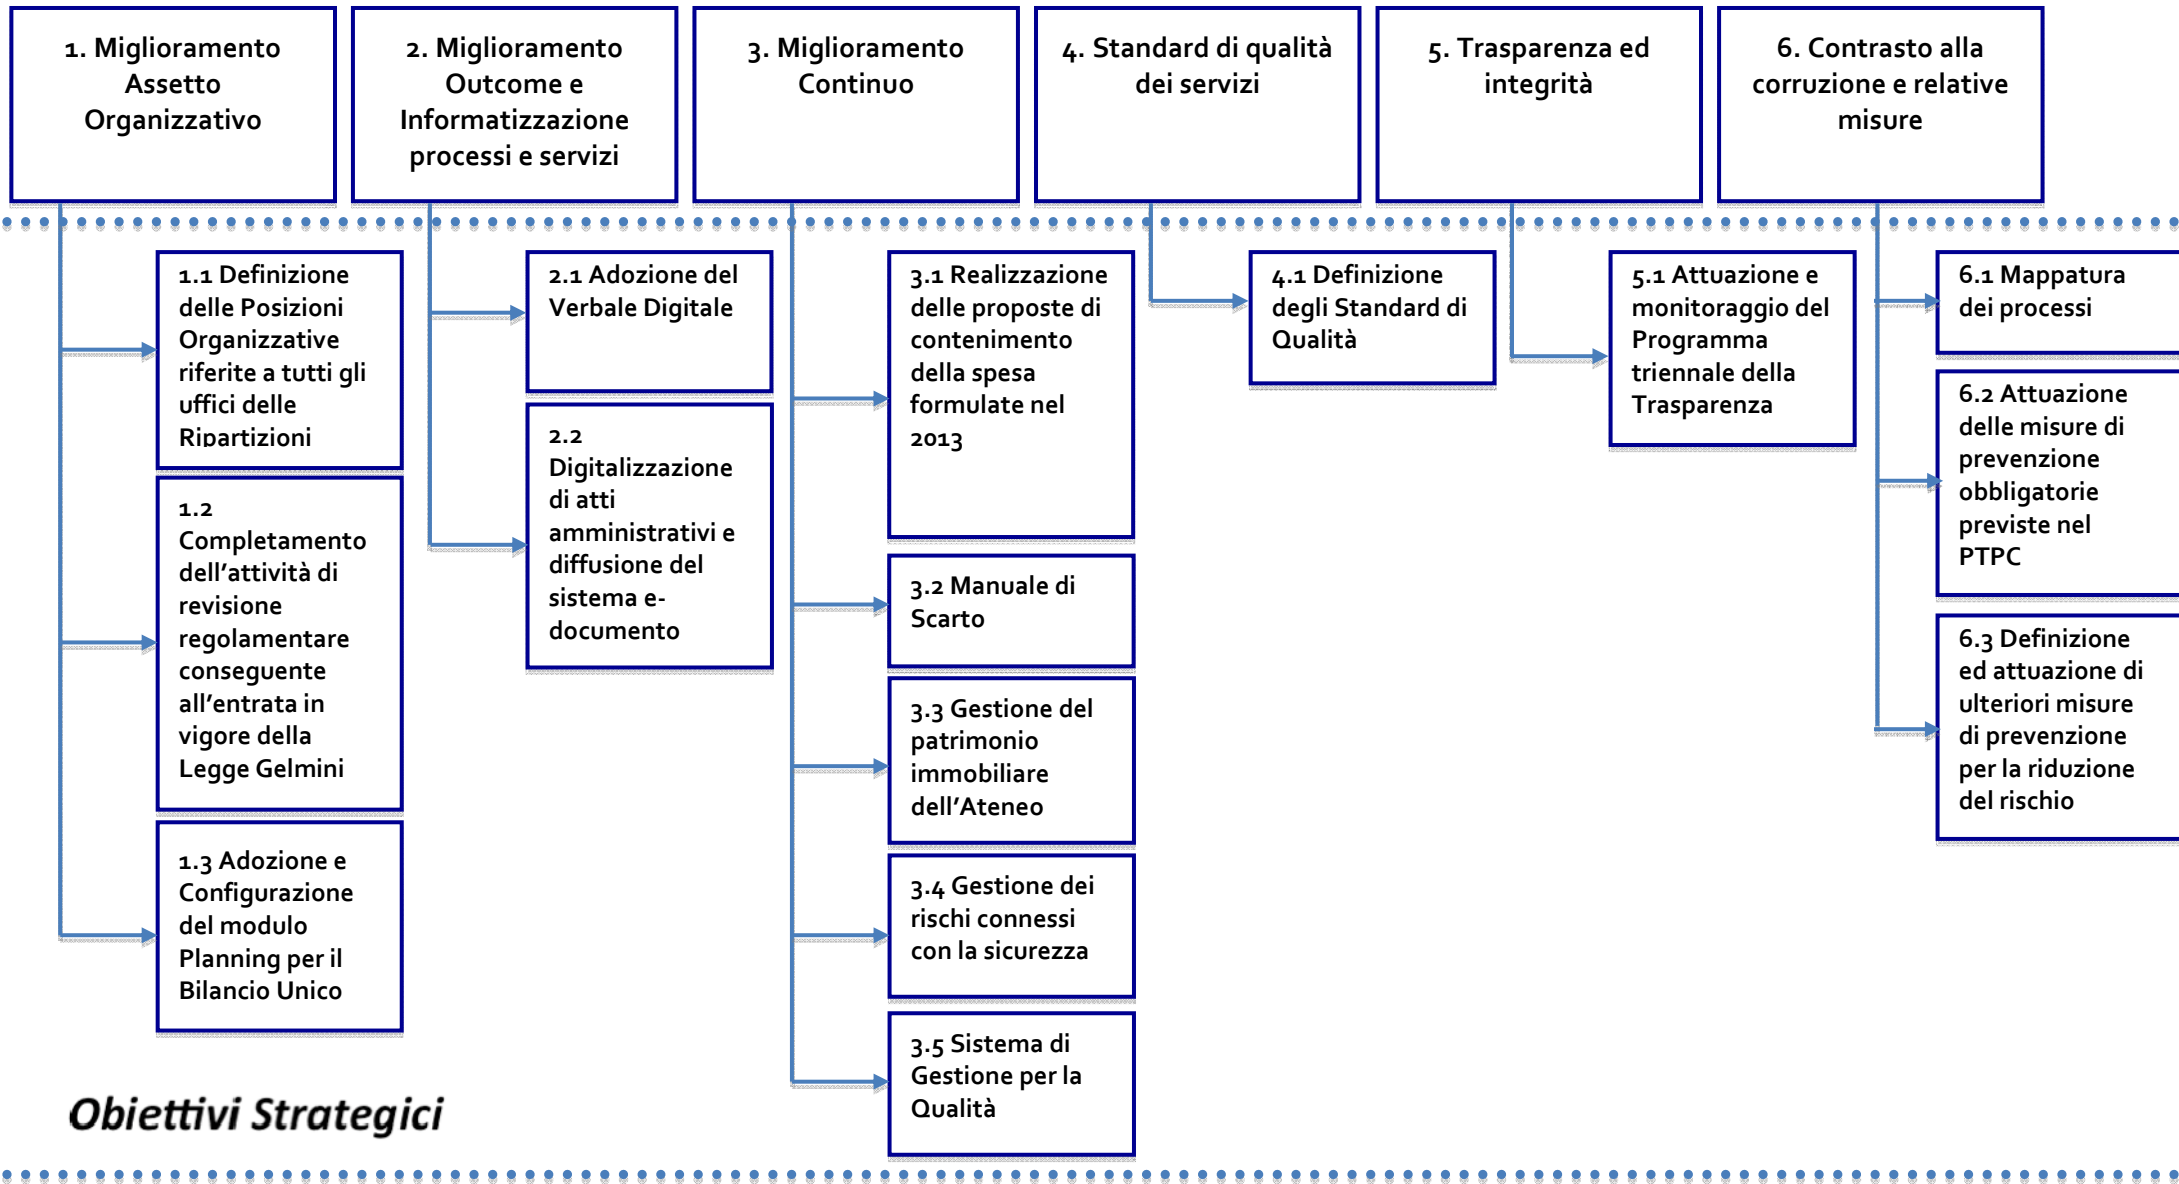 1. Miglioramento
Assetto
Organizzativo
2. Miglioramento
Outcome e
Informatizzazione
processi e servizi
3. Miglioramento
Continuo
4. Standard di qualità
dei servizi
5. Trasparenza ed
integrità
6. Contrasto alla
corruzione e relative
misure
1.1 Definizione
delle Posizioni
Organizzative
riferite a tutti gli
uffici delle
Ripartizioni
1.2
Completamento
dell'attività di
revisione
regolamentare
conseguente
all'entrata in
vigore della
Legge Gelmini
1.3 Adozione e
Configurazione
del modulo
Planning per il
Bilancio Unico
2.1 Adozione del
Verbale Digitale
2.2
Digitalizzazione
di atti
amministrativi e
diffusione del
sistema e-
documento
3.1 Realizzazione
delle proposte di
contenimento
della spesa
formulate nel
2013
3.2 Manuale di
Scarto
3.3 Gestione del
patrimonio
immobiliare
dell'Ateneo
3.4 Gestione dei
rischi connessi
con la sicurezza
3.5 Sistema di
Gestione per la
Qualità
4.1 Definizione
degli Standard di
Qualità
5.1 Attuazione e
monitoraggio del
Programma
triennale della
Trasparenza
6.1 Mappatura
dei processi
6.2 Attuazione
delle misure di
prevenzione
obbligatorie
previste nel
PTPC
6.3 Definizione
ed attuazione di
ulteriori misure
di prevenzione
per la riduzione
del rischio
Obiettivi Strategici